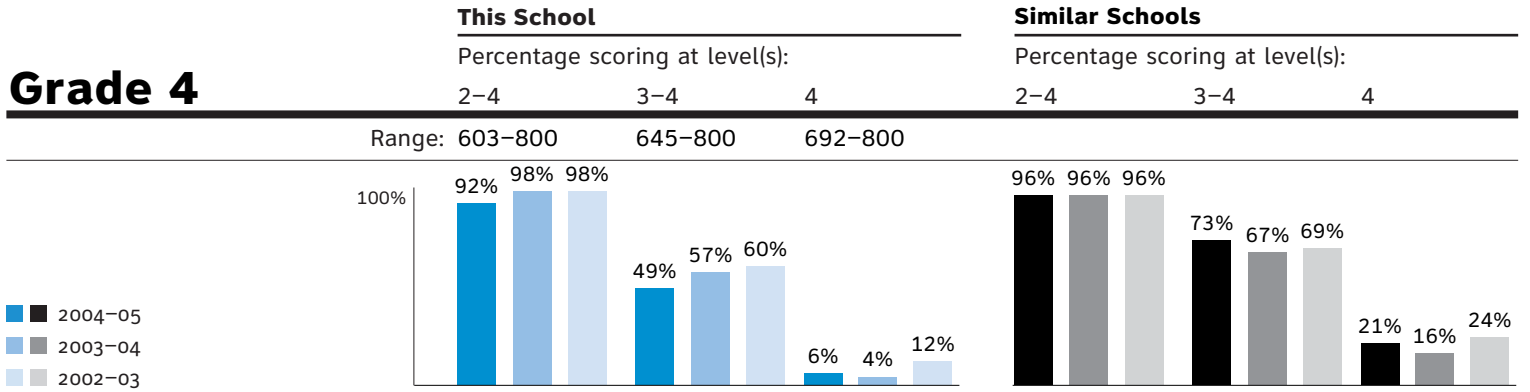 This School Similar Schools
Percentage scoring at level(s): Percentage scoring at level(s):
Grade 4 2–4 3–4 4 2–4 3–4 4
Range: 603–800 645–800 692–800
92% 98% 98% 49% 57% 60% 6% 4% 12% 96% 96% 96% 73% 67% 69% 21% 16% 24%
100%
2004–05
2003–04
2002–03